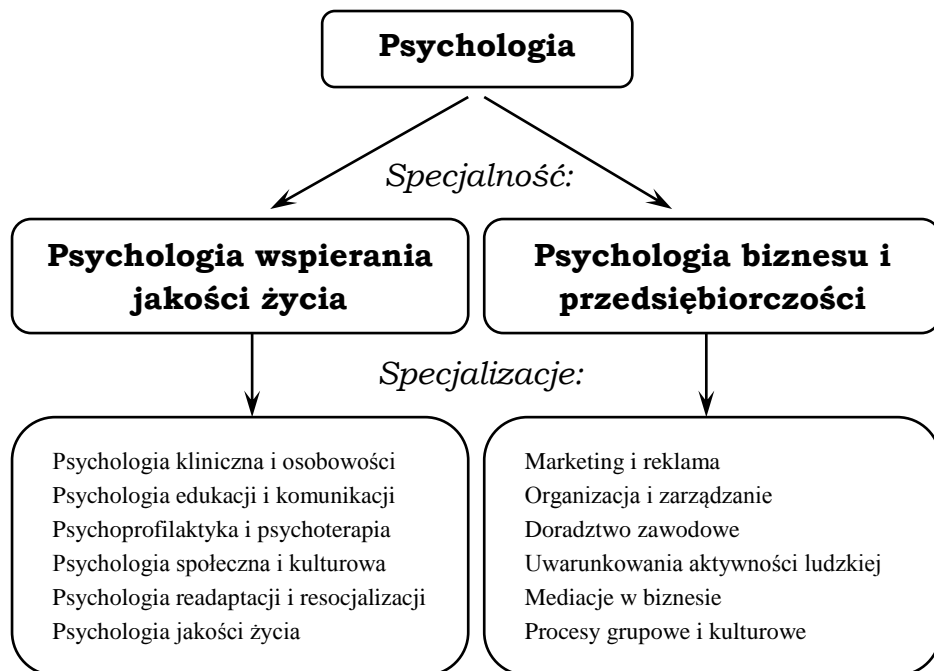 Psychologia
Specjalność:
Psychologia wspierania
jakości życia
Psychologia biznesu i
przedsiębiorczości
Specjalizacje:
Psychologia kliniczna i osobowości
Psychologia edukacji i komunikacji
Psychoprofilaktyka i psychoterapia
Psychologia społeczna i kulturowa
Psychologia readaptacji i resocjalizacji
Psychologia jakości życia
Marketing i reklama
Organizacja i zarządzanie
Doradztwo zawodowe
Uwarunkowania aktywności ludzkiej
Mediacje w biznesie
Procesy grupowe i kulturowe